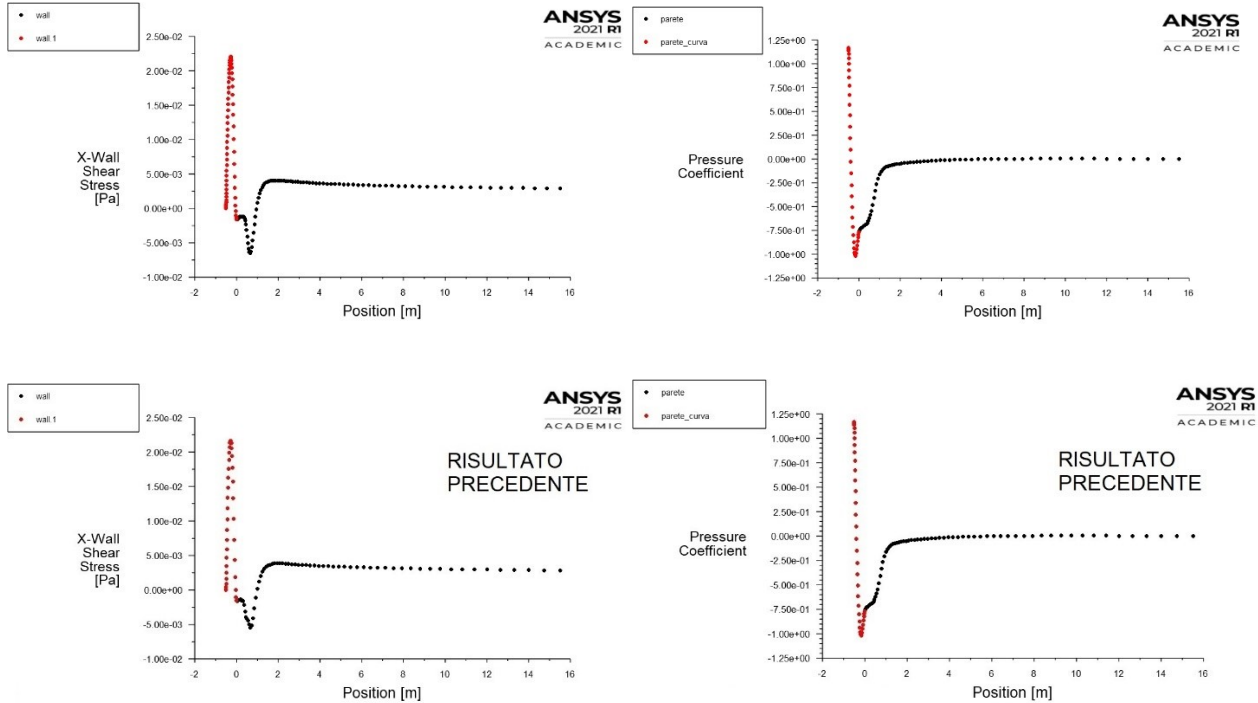 wall
wall.1
ANSYS
2021 R1
ACADEMIC
2.50e-02
2.00e-02
1.50e-02
1.00e-02
5.00e-03
0.00e+00
-5.00e-03
-1.00e-02
X-Wall
Shear
Stress
[Pa]
-2 0 2 4 6 8 10 12 14 16
Position [m]
parete
parete_curva
ANSYS
2021 R1
ACADEMIC
1.25e+00
1.00e+00
7.50e-01
5.00e-01
2.50e-01
0.00e+00
-2.50e-01
-5.00e-01
-7.50e-01
-1.00e+00
-1.25e+00
Pressure
Coefficient
-2 0 2 4 6 8 10 12 14 16
Position [m]
wall
wall.1
ANSYS
2021 R1
ACADEMIC
RISULTATO
PRECEDENTE
2.50e-02
2.00e-02
1.50e-02
1.00e-02
5.00e-03
0.00e+00
-5.00e-03
-1.00e-02
X-Wall
Shear
Stress
[Pa]
-2 0 2 4 6 8 10 12 14 16
Position [m]
parete
parete_curva
ANSYS
2021 R1
ACADEMIC
RISULTATO
PRECEDENTE
1.25e+00
1.00e+00
7.50e-01
5.00e-01
2.50e-01
0.00e+00
-2.50e-01
-5.00e-01
-7.50e-01
-1.00e+00
-1.25e+00
Pressure
Coefficient
-2 0 2 4 6 8 10 12 14 16
Position [m]